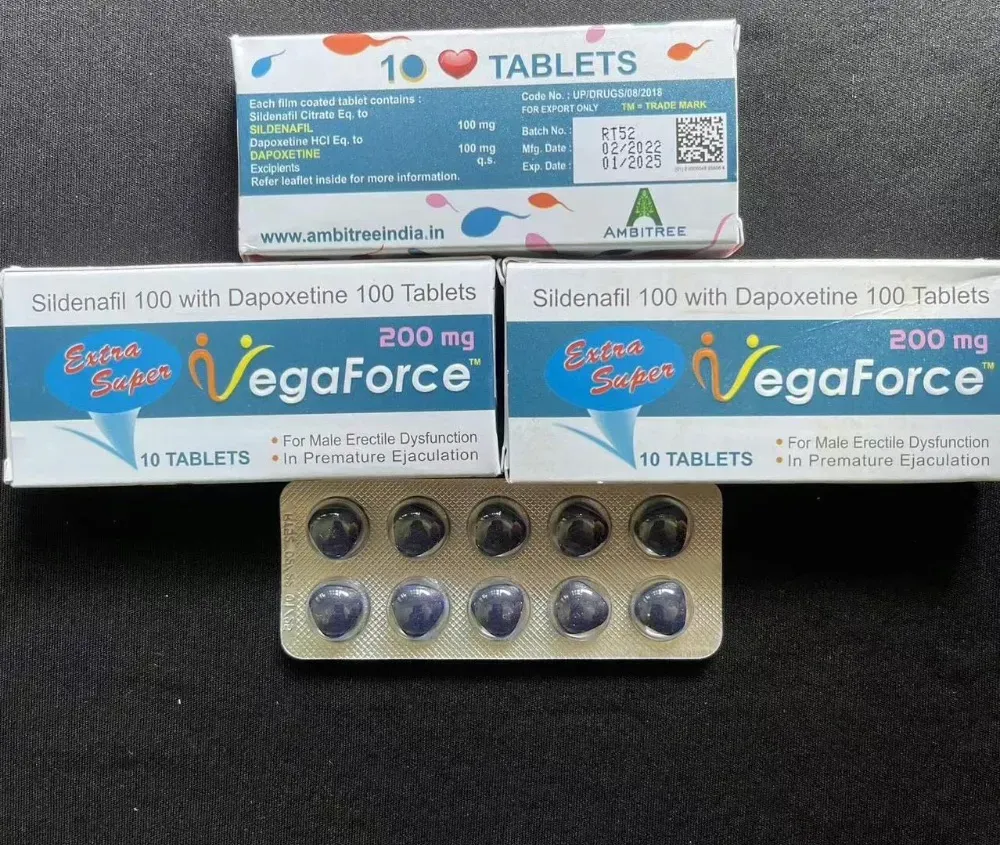 10 TABLETS
Each film coated tablet contains :
Sildenafil Citrate Eq. to
SILDENAFIL 100 mg
Dapoxetine HCl Eq. to
DAPOXETINE 100 mg
Excipients q.s.
Refer leaflet inside for more information.
Code No. : UP/DRUGS/08/2018
FOR EXPORT ONLY TM = TRADE MARK
Batch No. : RT52
Mfg. Date : 02/2022
Exp. Date : 01/2025
www.ambitreeindia.in
AMBITREE
Sildenafil 100 with Dapoxetine 100 Tablets
200 mg
Extra
Super
VegaForce™
10 TABLETS
• For Male Erectile Dysfunction
• In Premature Ejaculation
Sildenafil 100 with Dapoxetine 100 Tablets
200 mg
Extra
Super
VegaForce™
10 TABLETS
• For Male Erectile Dysfunction
• In Premature Ejaculation